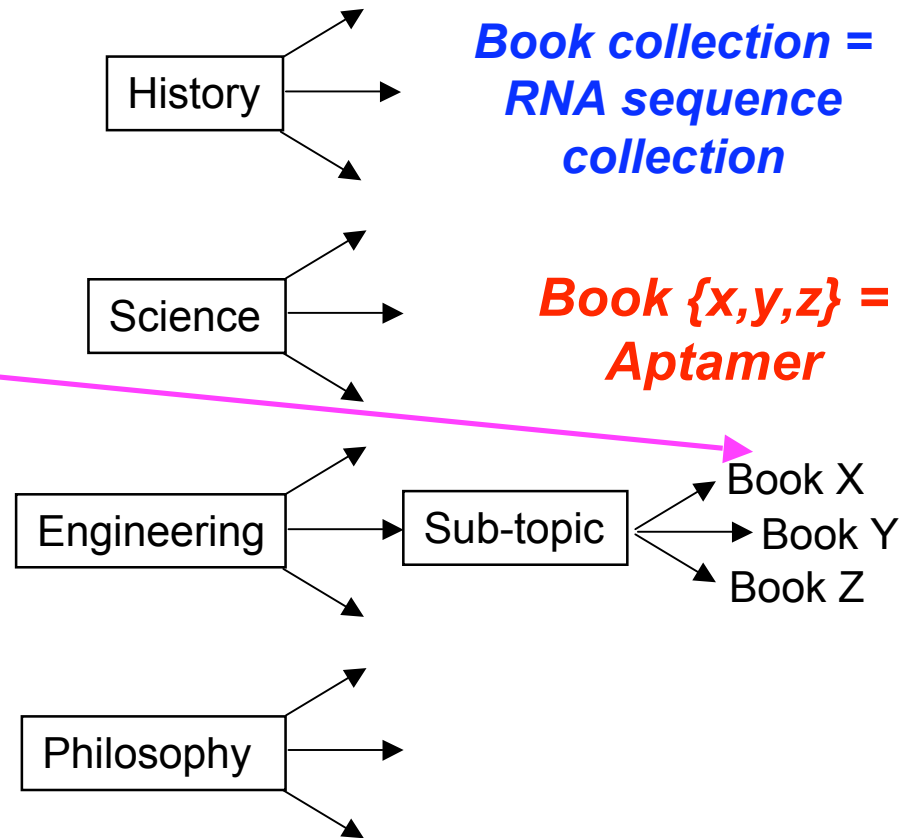 History
Book collection =
RNA sequence
collection
Science
Book {x,y,z} =
Aptamer
Engineering
Sub-topic
Book X
Book Y
Book Z
Philosophy